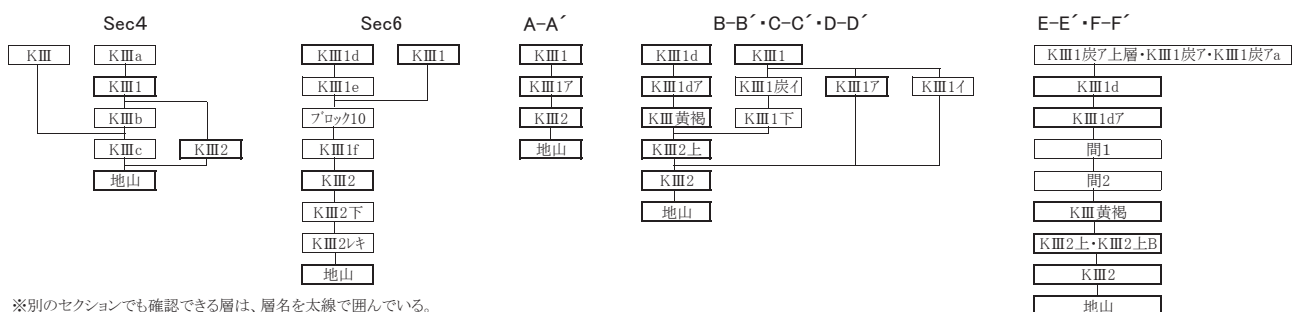 Sec4
Sec6
A-A´
B-B´・C-C´・D-D´
E-E´・F-F´
KⅢ
KⅢa
KⅢ1
KⅢb
KⅢc
KⅢ2
地山
KⅢ1d
KⅢ1
KⅢ1e
ブロック10
KⅢ1f
KⅢ2
KⅢ2下
KⅢ2レキ
地山
KⅢ1
KⅢ1ア
KⅢ2
地山
KⅢ1d
KⅢ1
KⅢ1dア
KⅢ1炭イ
KⅢ1ア
KⅢ1イ
KⅢ黄褐
KⅢ1下
KⅢ2上
KⅢ2
地山
KⅢ1炭ア上層・KⅢ1炭ア・KⅢ1炭アa
KⅢ1d
KⅢ1dア
間1
間2
KⅢ黄褐
KⅢ2上・KⅢ2上B
KⅢ2
地山
※別のセクションでも確認できる層は、層名を太線で囲んでいる。